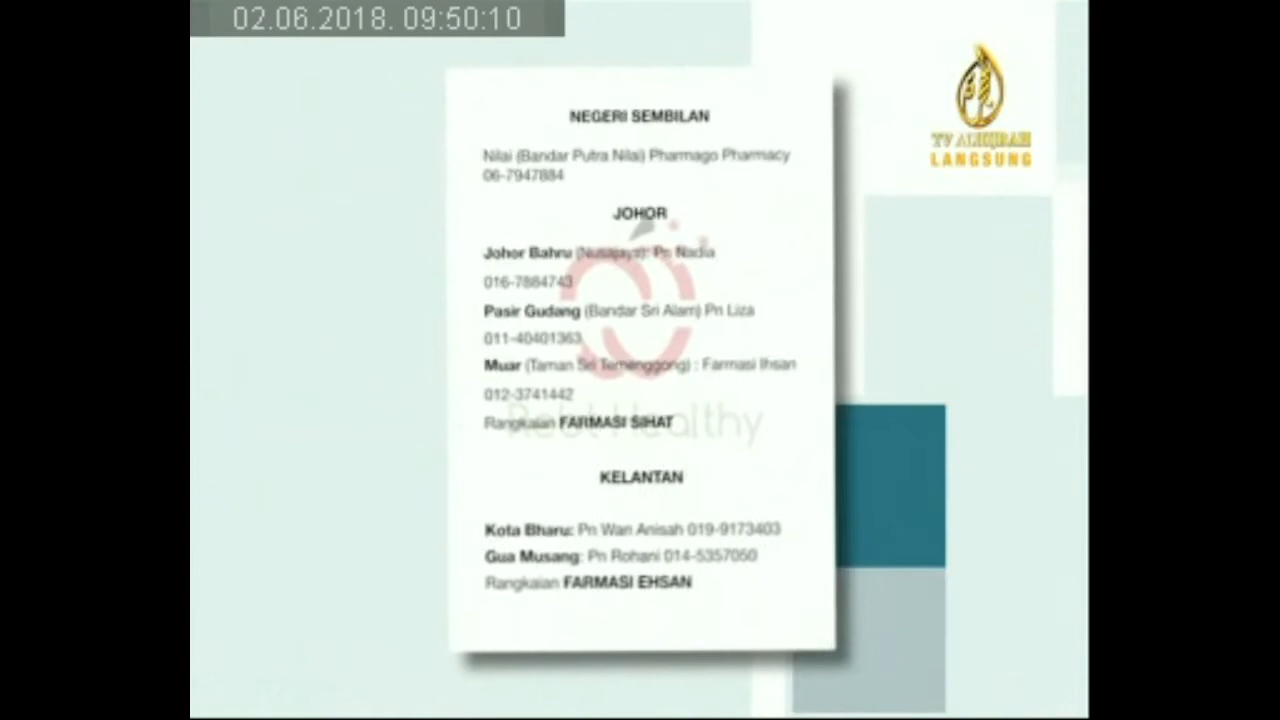 02.06.2018. 09:50:10
TV ALHIJRAH
LANGSUNG
NEGERI SEMBILAN
Nilai (Bandar Putra Nilai) Pharmago Pharmacy
06-7947884
JOHOR
Johor Bahru (Nusajaya): Pn Nadia
016-7884743
Pasir Gudang (Bandar Sri Alam) Pn Liza
011-40401363
Muar (Taman Sri Temenggong) : Farmasi Ihsan
012-3741442
Rangkaian FARMASI SIHAT
Healthy
KELANTAN
Kota Bharu: Pn Wan Anisah 019-9173403
Gua Musang: Pn Rohani 014-5357050
Rangkaian FARMASI EHSAN